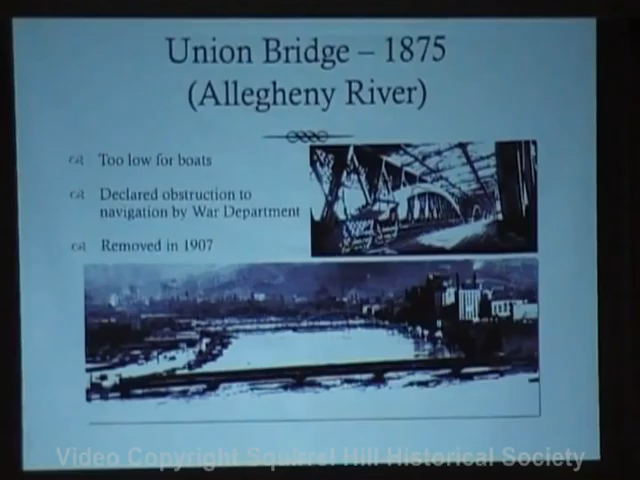 Union Bridge – 1875
(Allegheny River)
Too low for boats
Declared obstruction to
navigation by War Department
Removed in 1907
Video Copyright Squirrel Hill Historical Society